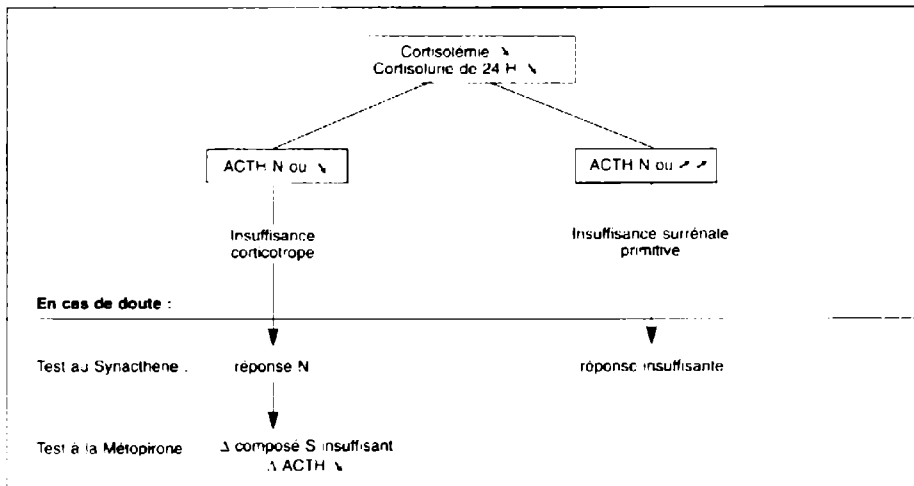 Cortisolémie ↘
Cortisolurie de 24 H ↘
ACTH N ou ↘
ACTH N ou ↗ ↗
Insuffisance
corticotrope
Insuffisance surrénale
primitive
En cas de doute :
Test au Synacthène :
réponse N
réponse insuffisante
Test à la Métopirone
Δ composé S insuffisant
Δ ACTH ↘